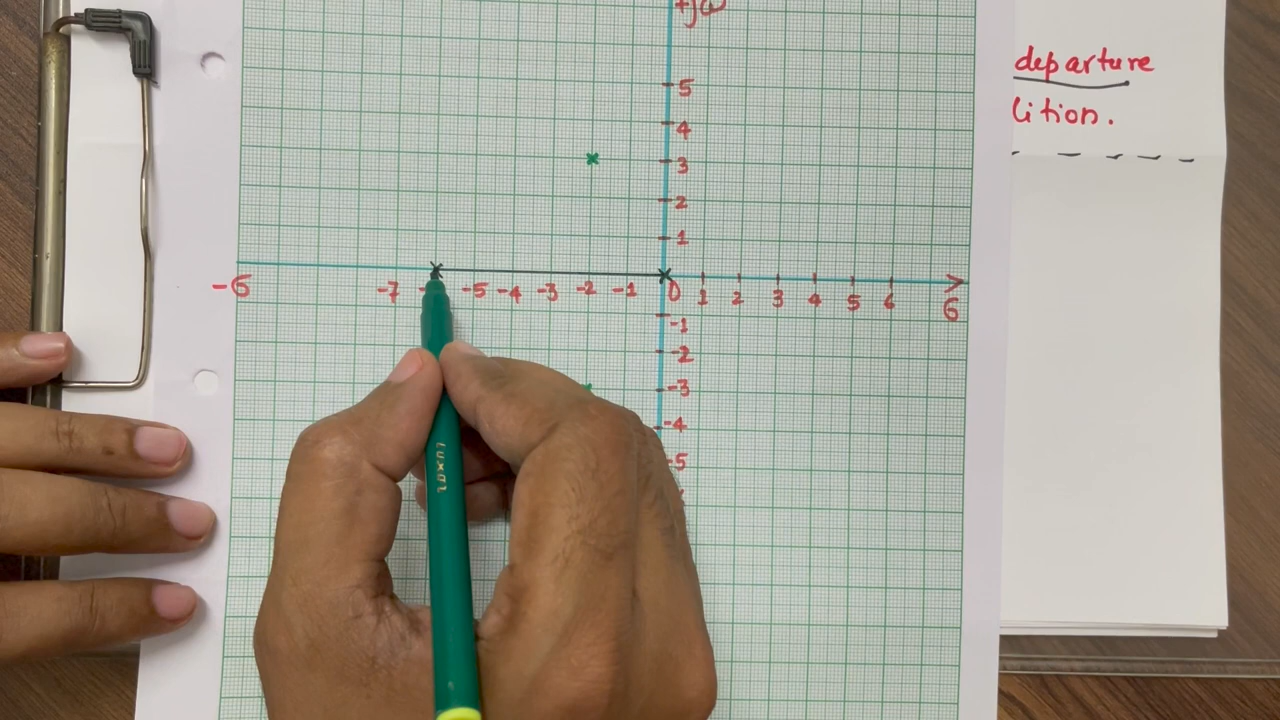 +jω
departure
lition.
5
4
3
2
1
-6
-7
-5 -4 -3 -2 -1 0 1 2 3 4 5 6
6
-1
-2
-3
-4
-5
LUXOR